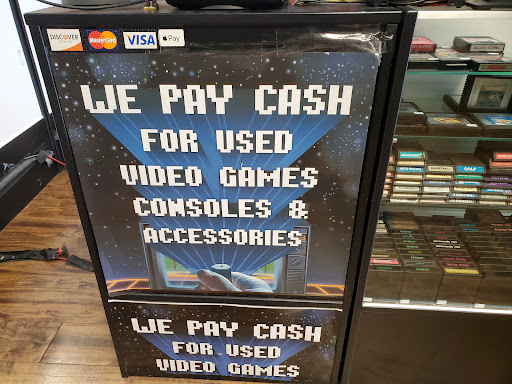 DISCOVER MasterCard VISA Pay
WE PAY CASH
FOR USED
VIDEO GAMES
CONSOLES &
ACCESSORIES
WE PAY CASH
FOR USED
VIDEO GAMES
GOLF